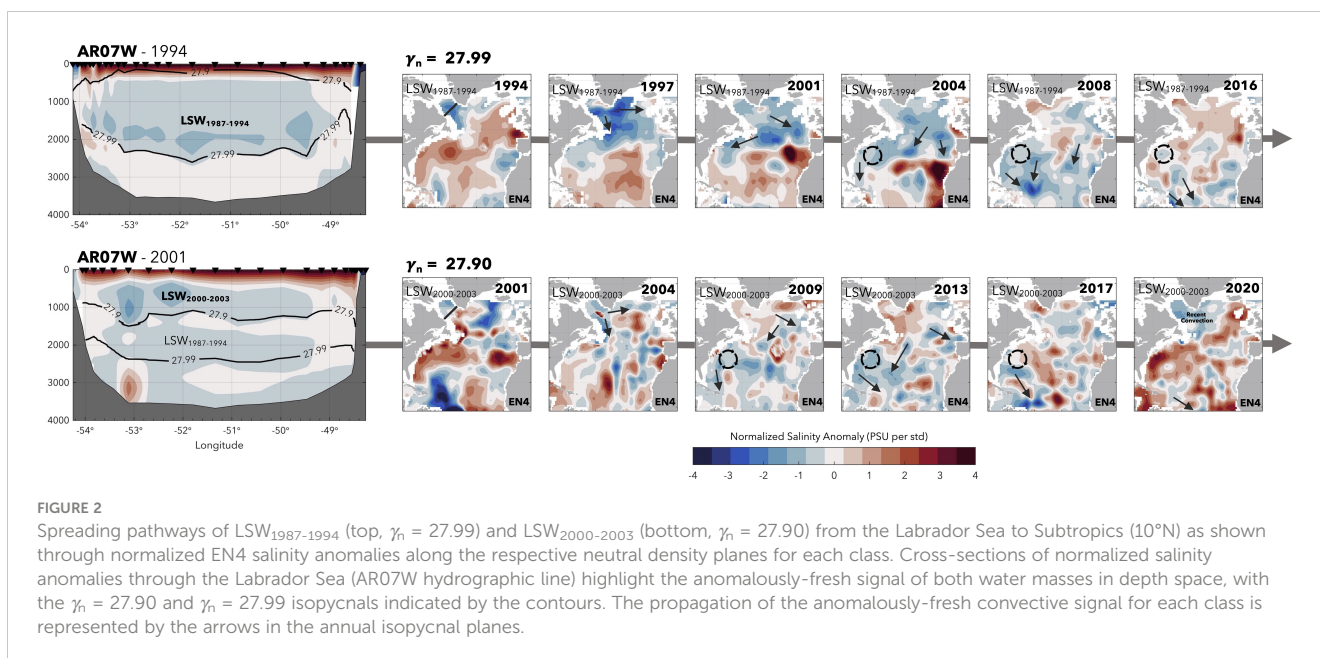 AR07W - 1994
0
1000
2000
3000
4000
27.9
27.9
LSW1987-1994
27.99
27.99
27.99
-54° -53° -52° -51° -50° -49°
γn = 27.99
LSW1987-1994 1994
EN4
LSW1987-1994 1997
EN4
LSW1987-1994 2001
EN4
LSW1987-1994 2004
EN4
LSW1987-1994 2008
EN4
LSW1987-1994 2016
EN4
AR07W - 2001
0
1000
2000
3000
4000
LSW2000-2003
27.9
27.9
27.9
LSW1987-1994
27.99
27.99
-54° -53° -52° -51° -50° -49°
Longitude
γn = 27.90
LSW2000-2003 2001
EN4
LSW2000-2003 2004
EN4
LSW2000-2003 2009
EN4
LSW2000-2003 2013
EN4
LSW2000-2003 2017
EN4
LSW2000-2003 2020
Recent
Convection
EN4
Normalized Salinity Anomaly (PSU per std)
-4 -3 -2 -1 0 1 2 3 4
FIGURE 2
Spreading pathways of LSW1987-1994 (top, γn = 27.99) and LSW2000-2003 (bottom, γn = 27.90) from the Labrador Sea to Subtropics (10°N) as shown
through normalized EN4 salinity anomalies along the respective neutral density planes for each class. Cross-sections of normalized salinity
anomalies through the Labrador Sea (AR07W hydrographic line) highlight the anomalously-fresh signal of both water masses in depth space, with
the γn = 27.90 and γn = 27.99 isopycnals indicated by the contours. The propagation of the anomalously-fresh convective signal for each class is
represented by the arrows in the annual isopycnal planes.